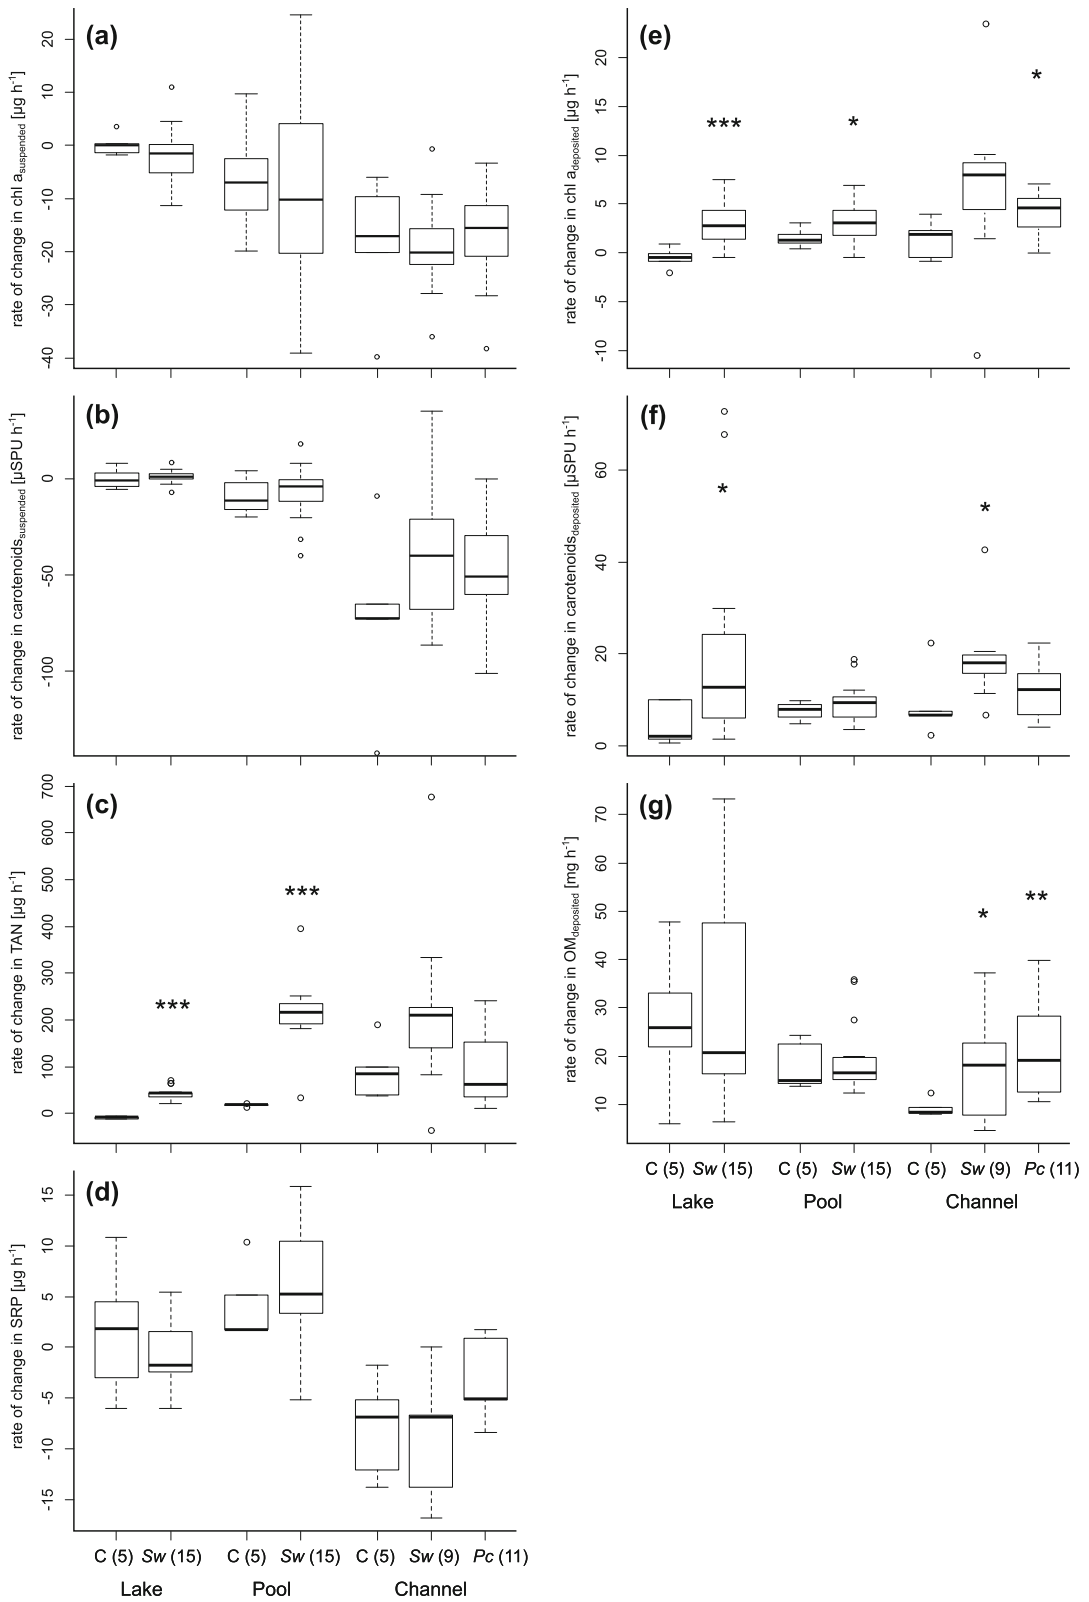 (a)
rate of change in chl a suspended [µg h-1]
20
10
0
-10
-20
-30
-40
(b)
rate of change in carotenoids suspended [µSPU h-1]
0
-50
-100
(c)
rate of change in TAN [µg h-1]
700
600
500
400
300
200
100
0
***
***
(d)
rate of change in SRP [µg h-1]
15
10
5
0
-5
-10
-15
C (5) Sw (15) C (5) Sw (15) C (5) Sw (9) Pc (11)
Lake Pool Channel
(e)
rate of change in chl a deposited [µg h-1]
20
15
10
5
0
-5
-10
***
*
*
(f)
rate of change in carotenoids deposited [µSPU h-1]
60
40
20
0
*
*
(g)
rate of change in OM deposited [mg h-1]
70
60
50
40
30
20
10
*
**
C (5) Sw (15) C (5) Sw (15) C (5) Sw (9) Pc (11)
Lake Pool Channel